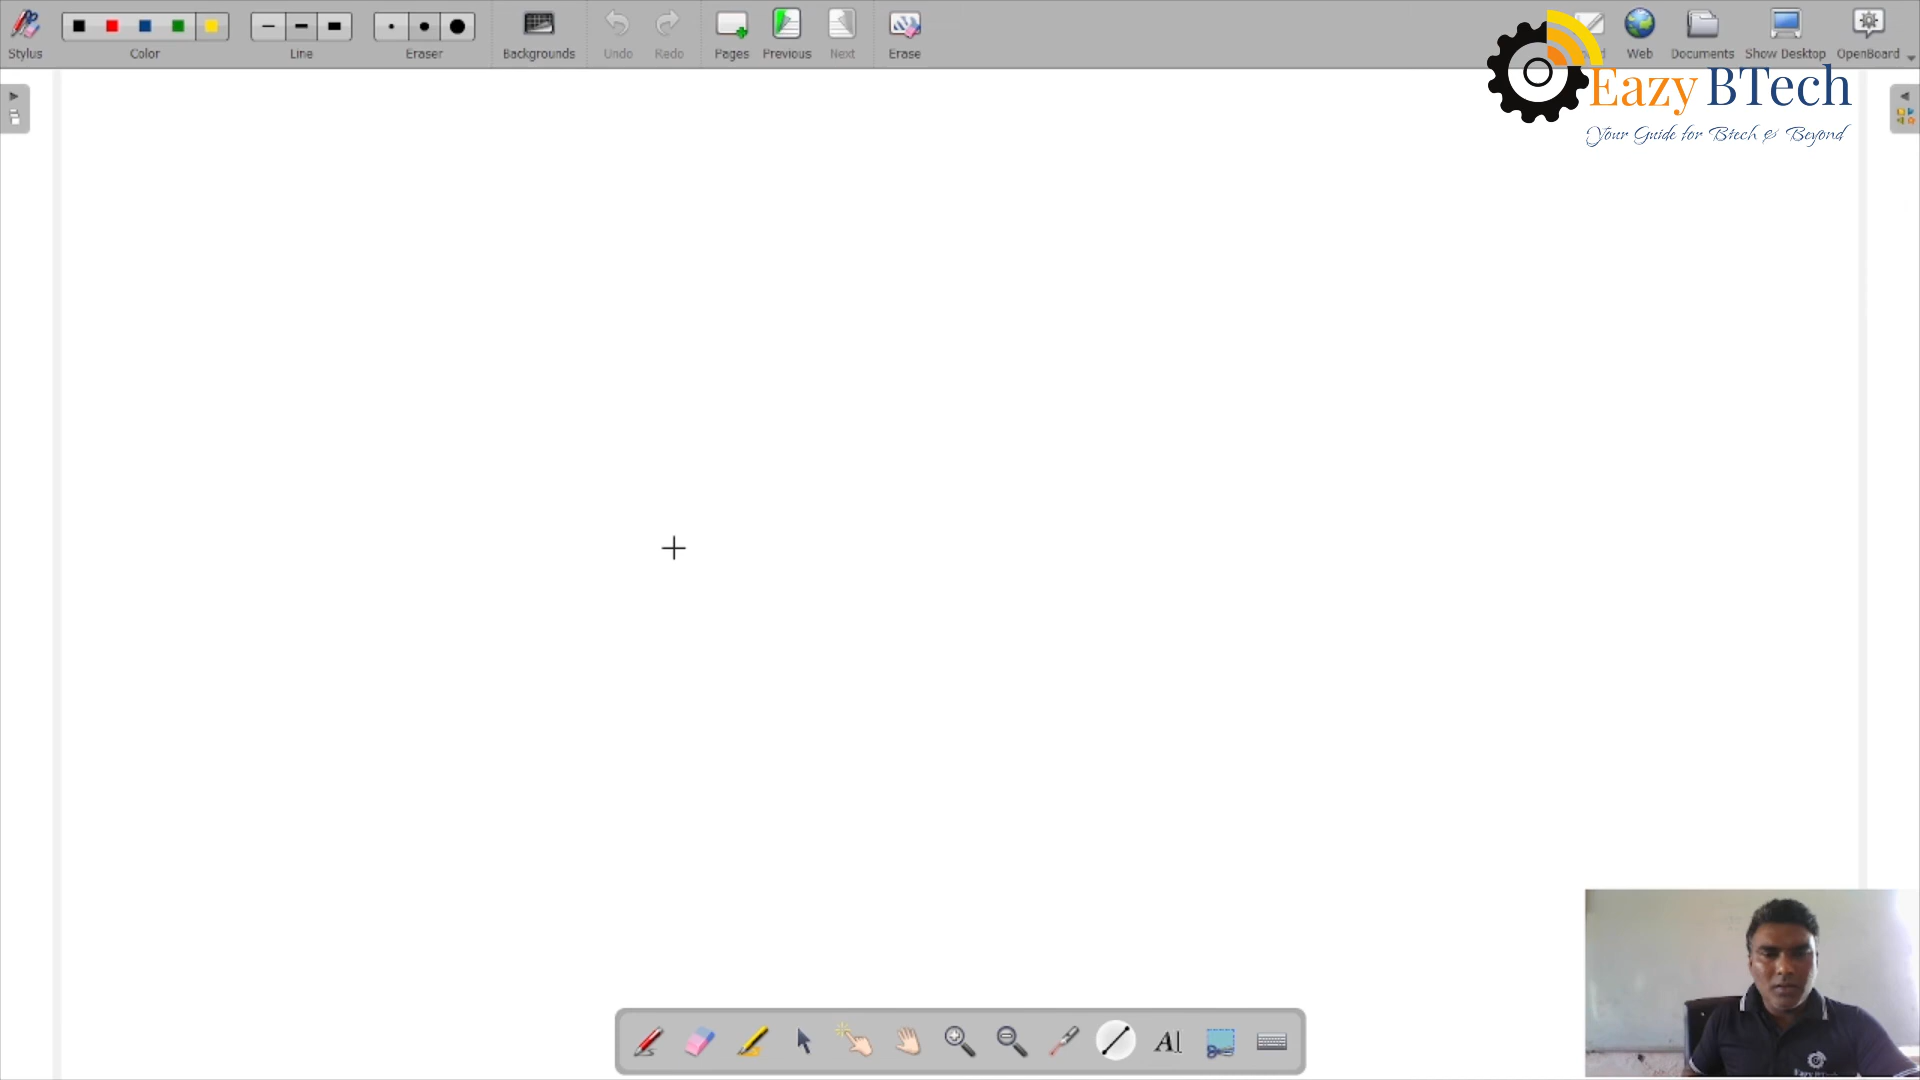 Stylus
Color
Line
Eraser
Backgrounds
Undo
Redo
Pages
Previous
Next
Erase
Web
Documents
Show Desktop
OpenBoard
Eazy BTech
Your Guide for Btech & Beyond
A